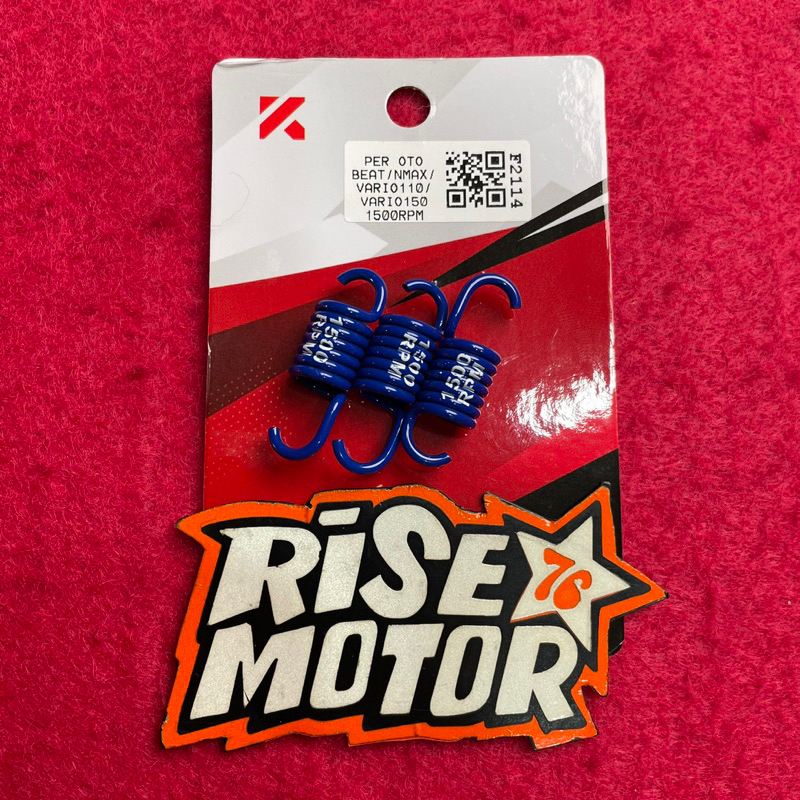 PER OTO
BEAT/NMAX/
VARIO110/
VARIO150
1500RPM
F2114
1500
RPM
1500
RPM
1500
RPM
RISE
76
MOTOR